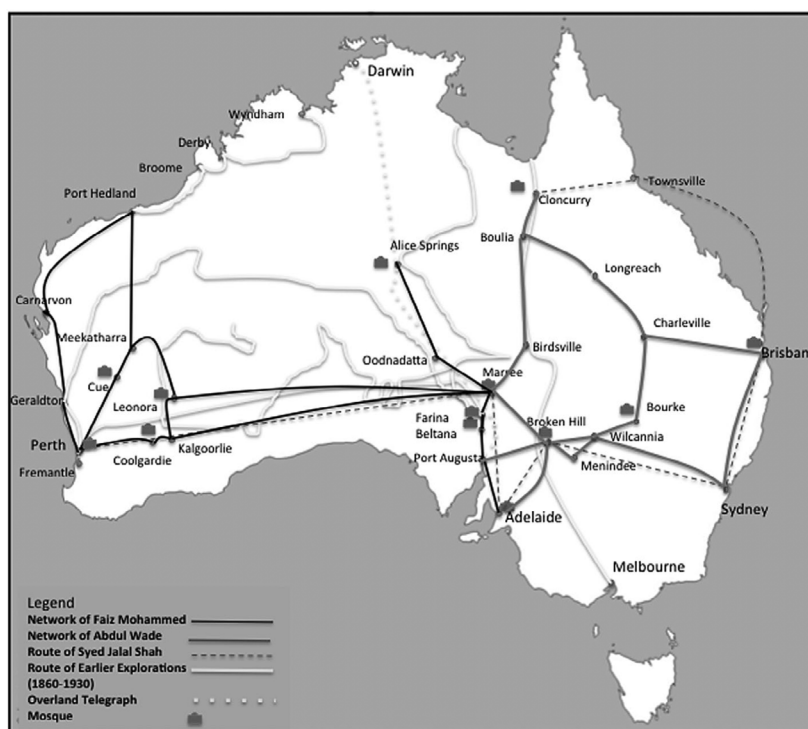 Darwin
Wyndham
Derby
Broome
Port Hedland
Townsville
Cloncurry
Alice Springs
Boulia
Longreach
Carnarvon
Meekatharra
Charleville
Oodnadatta
Birdsville
Brisban
Cue
Marree
Geraldton
Leonora
Farina
Broken Hill
Bourke
Beltana
Perth
Kalgoorlie
Wilcannia
Coolgardie
Port Augusta
Menindee
Fremantle
Adelaide
Sydney
Melbourne
Legend
Network of Faiz Mohammed
Network of Abdul Wade
Route of Syed Jalal Shah
Route of Earlier Explorations
(1860-1930)
Overland Telegraph
Mosque